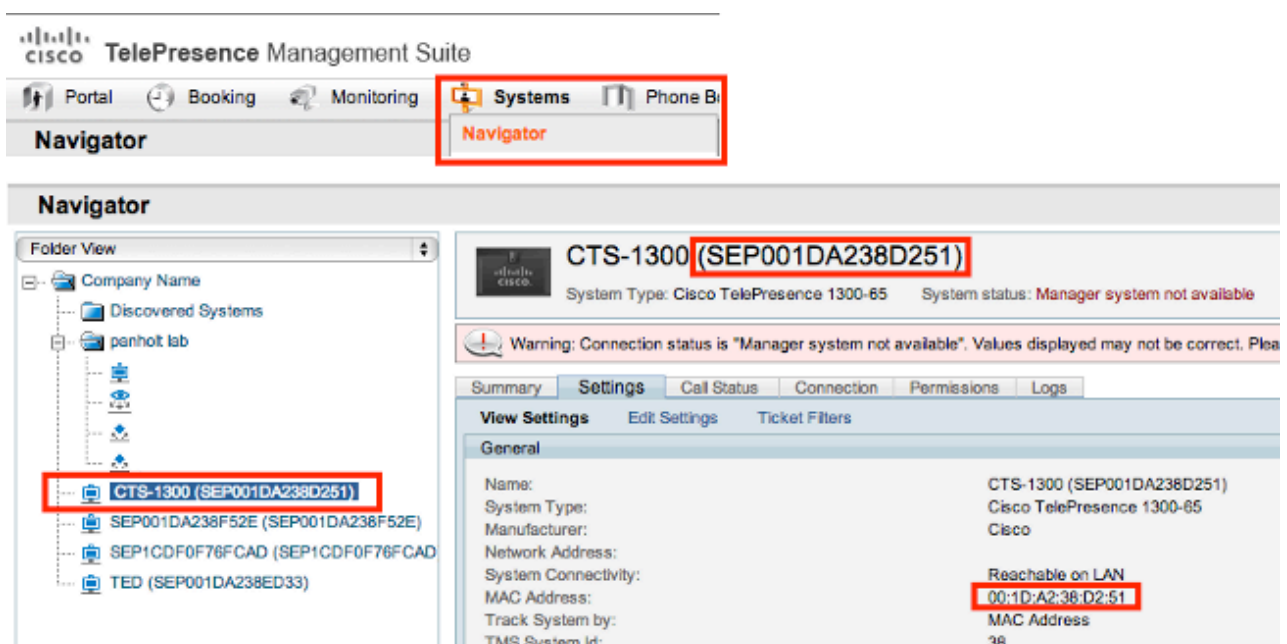 cisco TelePresence Management Suite
Portal Booking Monitoring Systems Phone B
Navigator
Navigator
Navigator
Folder View
Company Name
Discovered Systems
panholt lab
CTS-1300 (SEP001DA238D251)
SEP001DA238F52E (SEP001DA238F52E)
SEP1CDF0F76FCAD (SEP1CDF0F76FCAD
TED (SEP001DA238ED33)
cisco.
CTS-1300 (SEP001DA238D251)
System Type: Cisco TelePresence 1300-65 System status: Manager system not available
Warning: Connection status is "Manager system not available". Values displayed may not be correct. Plea
Summary Settings Call Status Connection Permissions Logs
View Settings Edit Settings Ticket Filters
General
Name: CTS-1300 (SEP001DA238D251)
System Type: Cisco TelePresence 1300-65
Manufacturer: Cisco
Network Address:
System Connectivity: Reachable on LAN
MAC Address: 00:1D:A2:38:D2:51
Track System by: MAC Address
TMS System Id: 38